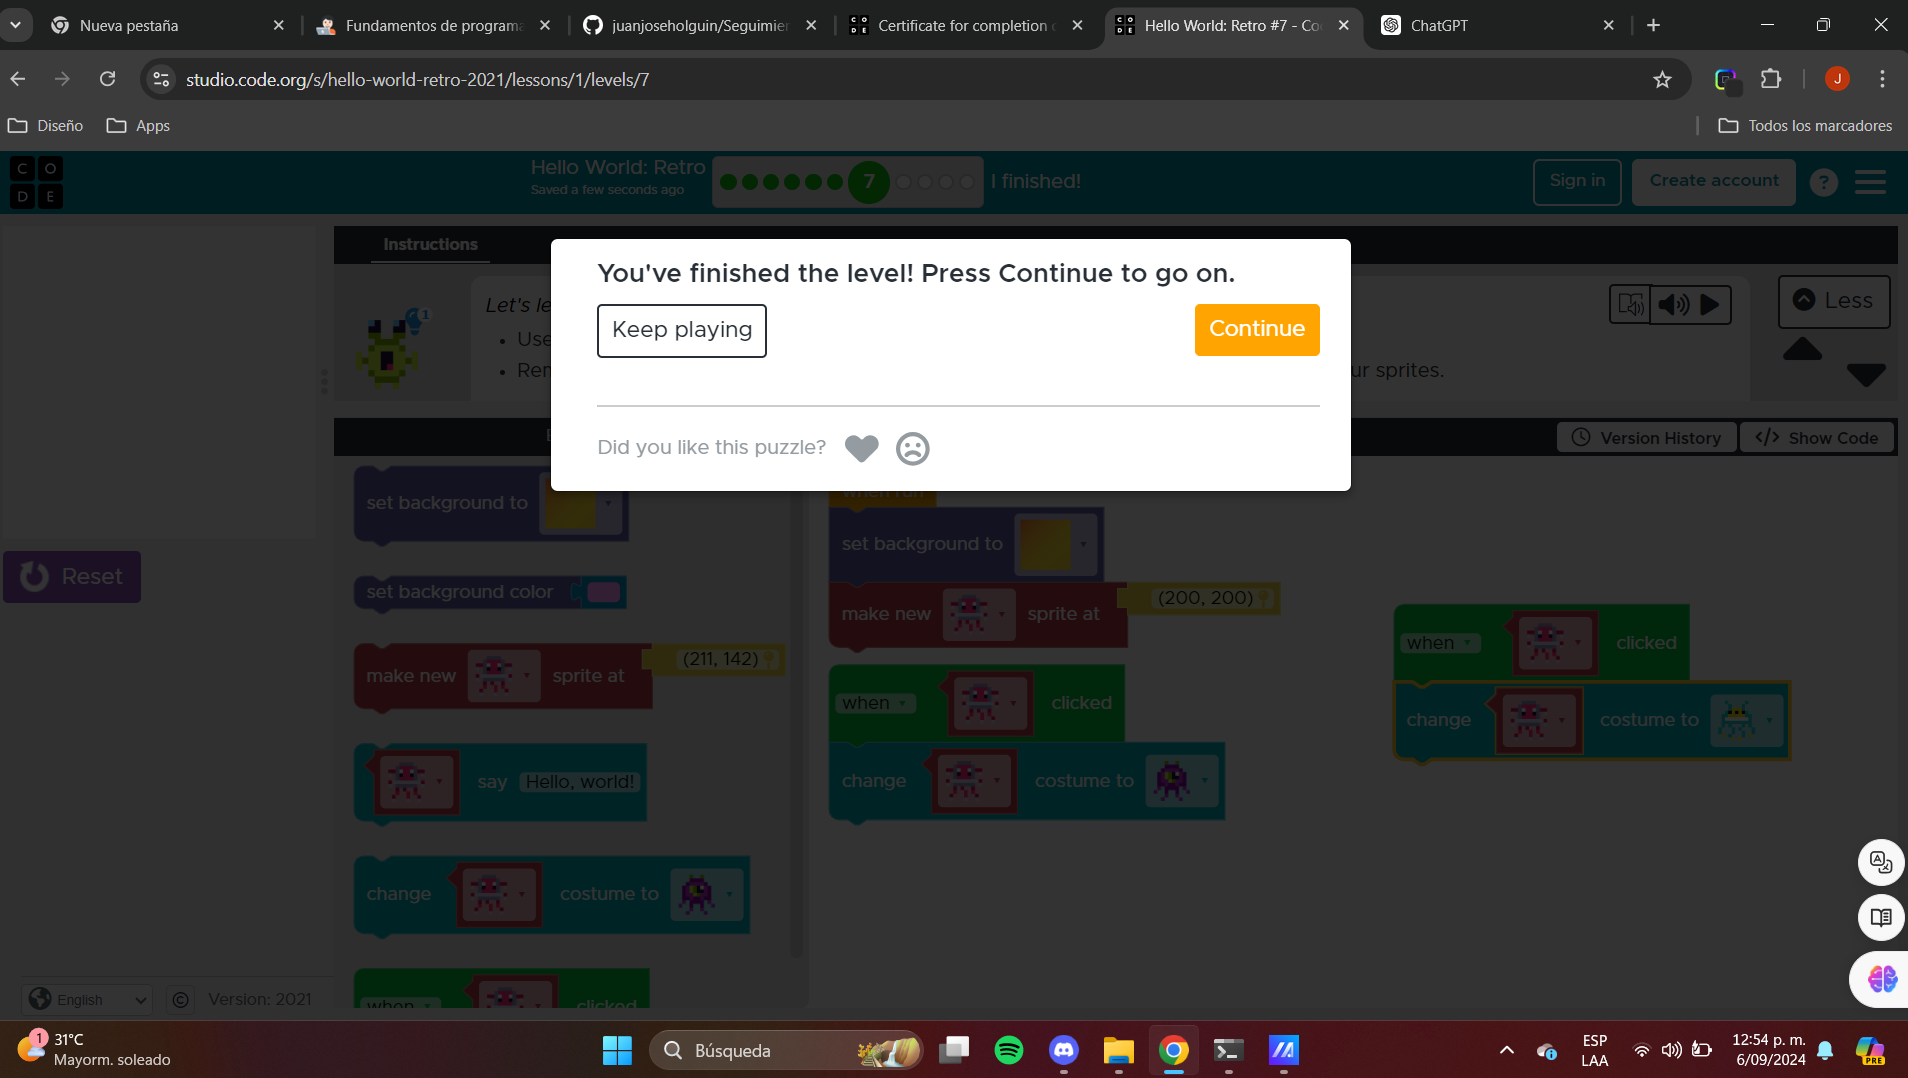 Nueva pestaña
Fundamentos de programa
juanjoseholguin/Seguimier
Certificate for completion
Hello World: Retro #7 - Co
ChatGPT
studio.code.org/s/hello-world-retro-2021/lessons/1/levels/7
J
Diseño
Apps
Todos los marcadores
C O
D E
Hello World: Retro
Saved a few seconds ago
7
I finished!
Sign in
Create account
?
Instructions
You've finished the level! Press Continue to go on.
Keep playing
Continue
Did you like this puzzle?
1
Let's le
Use
Ren
ur sprites.
Less
Version History
</> Show Code
Reset
set background to
set background color
make new sprite at (211, 142)
say Hello, world!
change costume to
when clicked
when run
set background to
make new sprite at (200, 200)
when clicked
change costume to
when clicked
change costume to
English
Version: 2021
1
31°C
Mayorm. soleado
Búsqueda
ESP
LAA
12:54 p. m.
6/09/2024
PRE